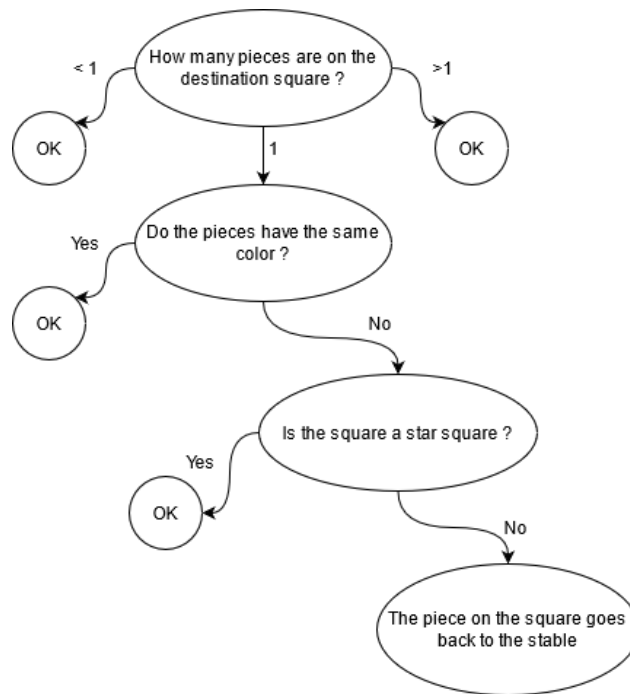 How many pieces are on the
destination square ?
< 1
>1
OK
OK
1
Do the pieces have the same
color ?
Yes
OK
No
Is the square a star square ?
Yes
OK
No
The piece on the square goes
back to the stable